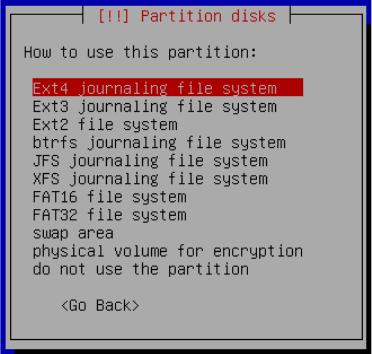 [!!] Partition disks
How to use this partition:
Ext4 journaling file system
Ext3 journaling file system
Ext2 file system
btrfs journaling file system
JFS journaling file system
XFS journaling file system
FAT16 file system
FAT32 file system
swap area
physical volume for encryption
do not use the partition
<Go Back>